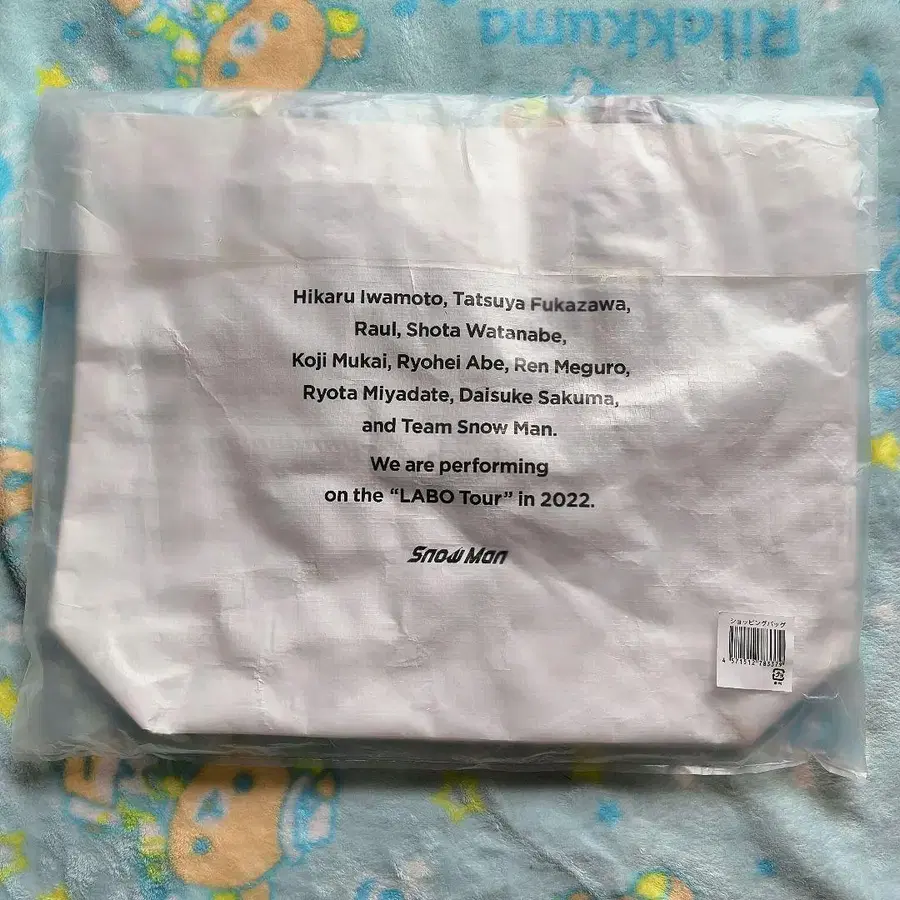 Rilakkuma
Hikaru Iwamoto, Tatsuya Fukazawa,
Raul, Shota Watanabe,
Koji Mukai, Ryohei Abe, Ren Meguro,
Ryota Miyadate, Daisuke Sakuma,
and Team Snow Man.
We are performing
on the “LABO Tour” in 2022.
Snow Man
ショッピングバッグ